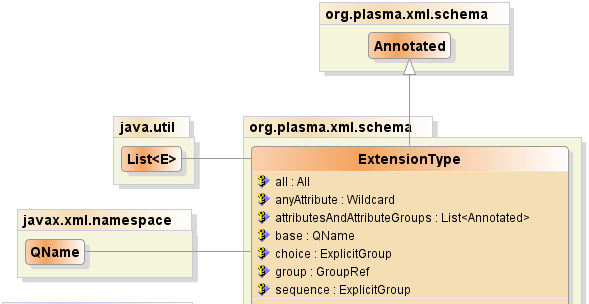 org.plasma.xml.schema
Annotated
java.util
List<E>
org.plasma.xml.schema
ExtensionType
all : All
anyAttribute : Wildcard
attributesAndAttributeGroups : List<Annotated>
base : QName
choice : ExplicitGroup
group : GroupRef
sequence : ExplicitGroup
javax.xml.namespace
QName